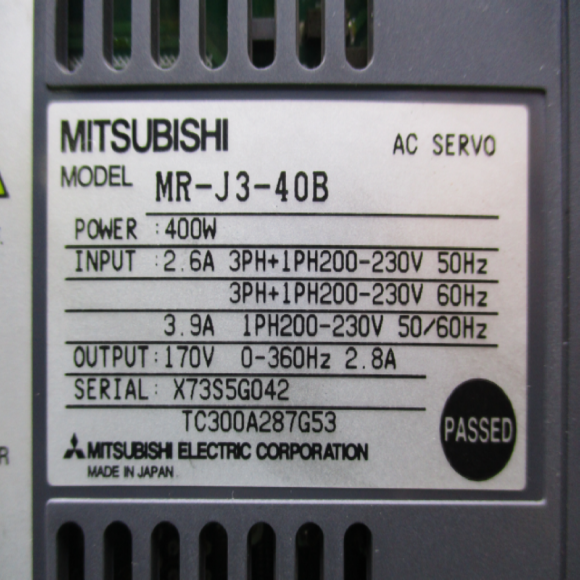 MITSUBISHI
AC SERVO
MODEL MR-J3-40B
POWER : 400W
INPUT : 2.6A 3PH+1PH200-230V 50Hz
3PH+1PH200-230V 60Hz
3.9A 1PH200-230V 50/60Hz
OUTPUT: 170V 0-360Hz 2.8A
SERIAL: X73S5G042
TC300A287G53
PASSED
MITSUBISHI ELECTRIC CORPORATION
MADE IN JAPAN